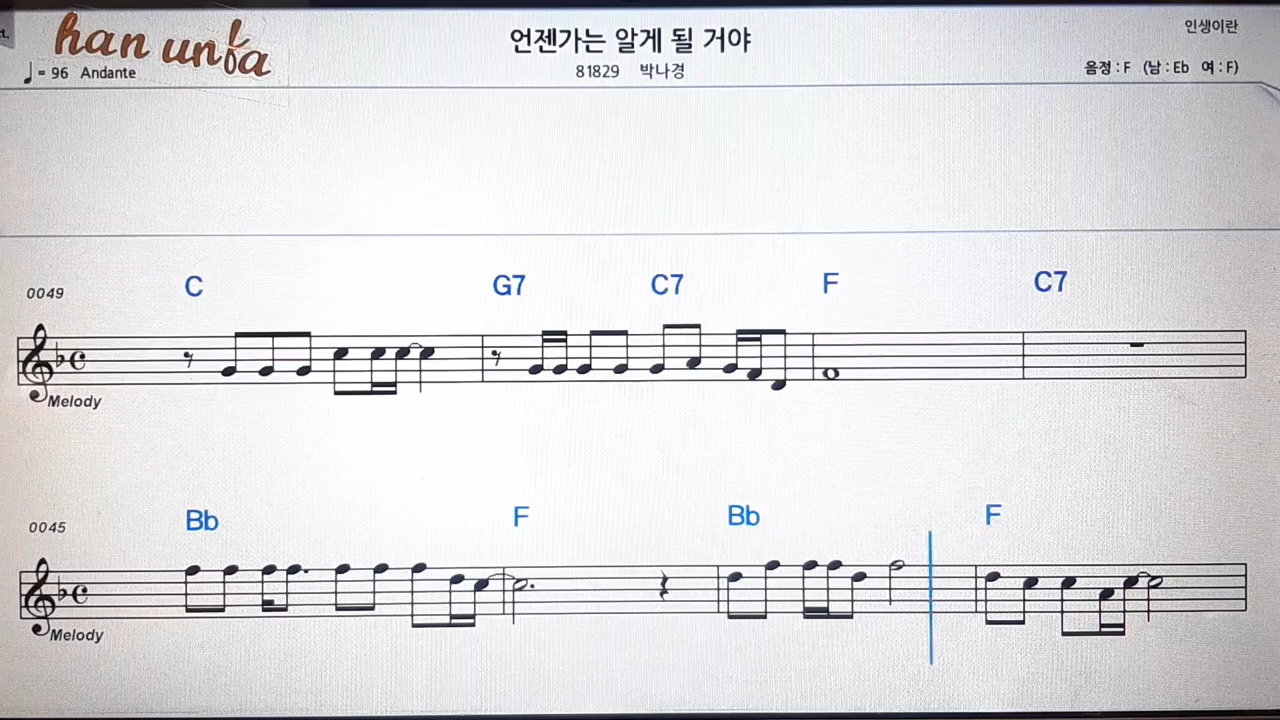 t.
han unfa
♩ = 96 Andante
언젠가는 알게 될 거야
81829 박나경
인생이란
음정 : F (남 : Eb 여 : F)
0049
C G7 C7 F C7
Melody
0045
Bb F Bb F
Melody